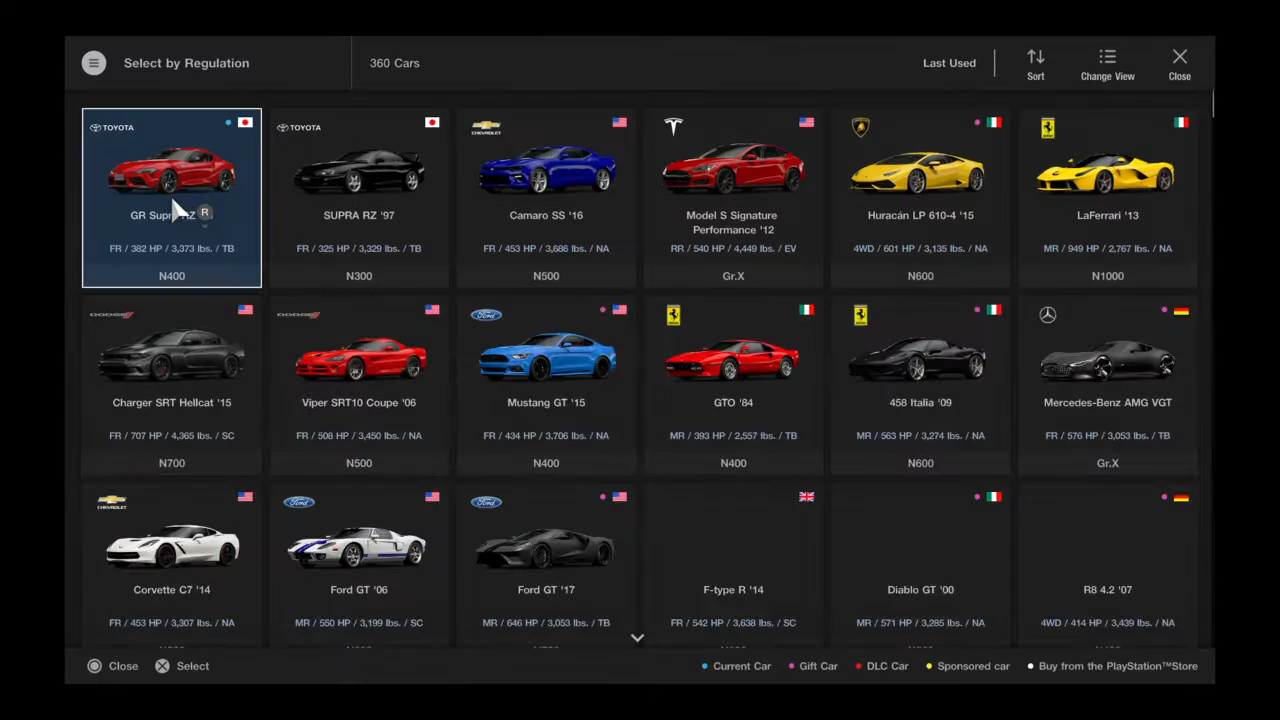 Select by Regulation
360 Cars
Last Used
Sort
Change View
Close
TOYOTA
GR Sup RZ
R
FR / 382 HP / 3,373 lbs. / TB
N400
TOYOTA
SUPRA RZ '97
FR / 325 HP / 3,329 lbs. / TB
N300
CHEVROLET
Camaro SS '16
FR / 453 HP / 3,686 lbs. / NA
N500
Model S Signature
Performance '12
RR / 540 HP / 4,449 lbs. / EV
Gr.X
Huracán LP 610-4 '15
4WD / 601 HP / 3,135 lbs. / NA
N600
LaFerrari '13
MR / 949 HP / 2,767 lbs. / NA
N1000
DODGE
Charger SRT Hellcat '15
FR / 707 HP / 4,365 lbs. / SC
N700
DODGE
Viper SRT10 Coupe '06
FR / 508 HP / 3,450 lbs. / NA
N500
Ford
Mustang GT '15
FR / 434 HP / 3,706 lbs. / NA
N400
GTO '84
MR / 393 HP / 2,557 lbs. / TB
N400
458 Italia '09
MR / 563 HP / 3,274 lbs. / NA
N600
Mercedes-Benz AMG VGT
FR / 576 HP / 3,053 lbs. / TB
Gr.X
CHEVROLET
Corvette C7 '14
FR / 453 HP / 3,307 lbs. / NA
Ford
Ford GT '06
MR / 550 HP / 3,199 lbs. / SC
Ford
Ford GT '17
MR / 646 HP / 3,053 lbs. / TB
F-type R '14
FR / 542 HP / 3,638 lbs. / SC
Diablo GT '00
MR / 571 HP / 3,285 lbs. / NA
R8 4.2 '07
4WD / 414 HP / 3,439 lbs. / NA
Close
Select
Current Car
Gift Car
DLC Car
Sponsored car
Buy from the PlayStation™Store